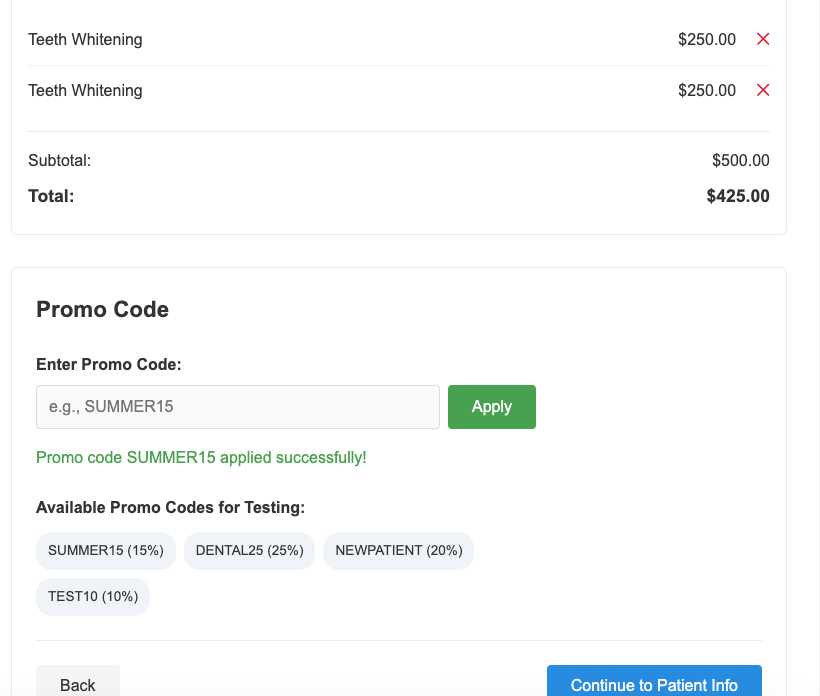 Teeth Whitening $250.00
Teeth Whitening $250.00
Subtotal: $500.00
Total: $425.00
Promo Code
Enter Promo Code:
e.g., SUMMER15 Apply
Promo code SUMMER15 applied successfully!
Available Promo Codes for Testing:
SUMMER15 (15%) DENTAL25 (25%) NEWPATIENT (20%)
TEST10 (10%)
Back Continue to Patient Info